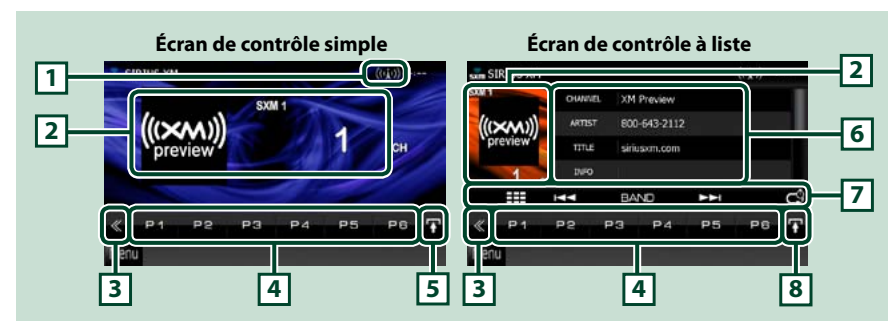 Écran de contrôle simple
Écran de contrôle à liste
1
2
3
4
5
SXM 1
((( XM )))
preview
1
CH
P1 P2 P3 P4 P5 P6
2
6
7
3
4
8
SXM 1
((( XM )))
preview
1
CHANNEL XM Preview
ARTIST 800-643-2112
TITLE siriusxm.com
INFO
BAND
P1 P2 P3 P4 P5 P6